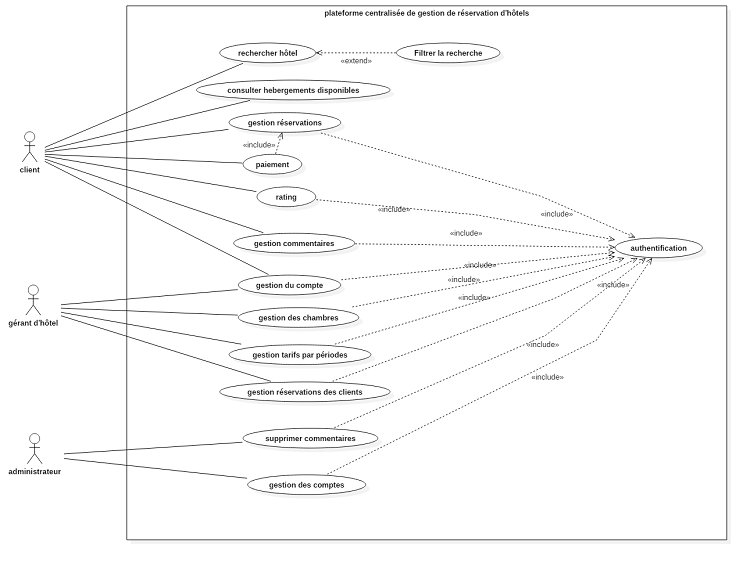 plateforme centralisée de gestion de réservation d'hôtels
rechercher hôtel
Filtrer la recherche
«extend»
consulter hebergements disponibles
gestion réservations
«include»
client
paiement
rating
«include»
«include»
«include»
gestion commentaires
authentification
«include»
gestion du compte
«include»
«include»
«include»
gérant d'hôtel
gestion des chambres
gestion tarifs par périodes
«include»
gestion réservations des clients
«include»
supprimer commentaires
administrateur
gestion des comptes